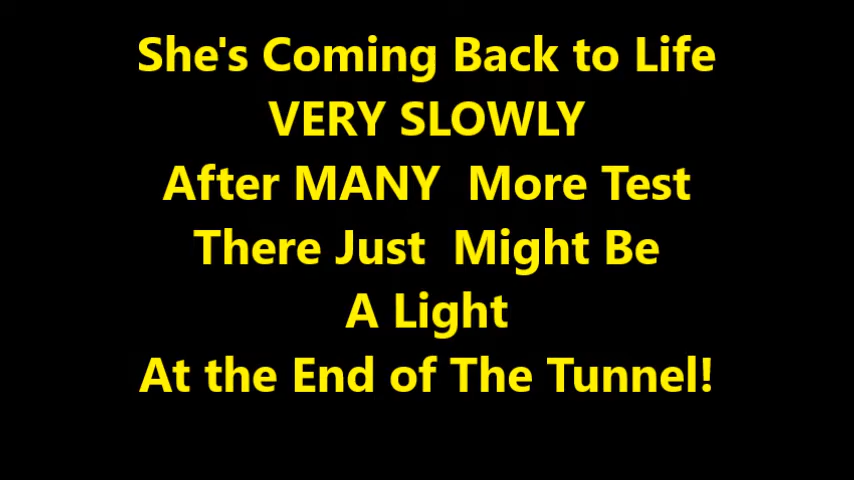 She's Coming Back to Life
VERY SLOWLY
After MANY  More Test
There Just  Might Be
A Light
At the End of The Tunnel!